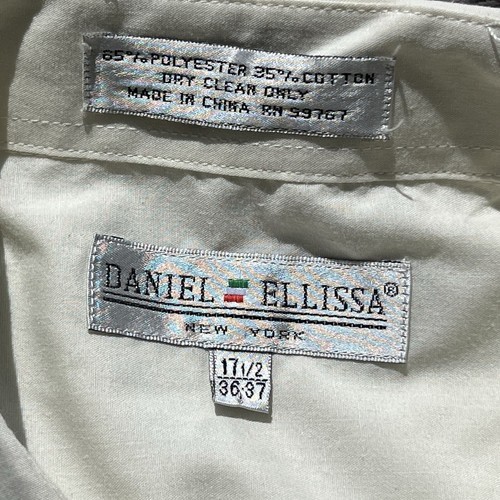 65% POLYESTER 35% COTTON
DRY CLEAN ONLY
MADE IN CHINA RN 99767
DANIEL ELLISSA®
NEW YORK
17 1/2
36-37